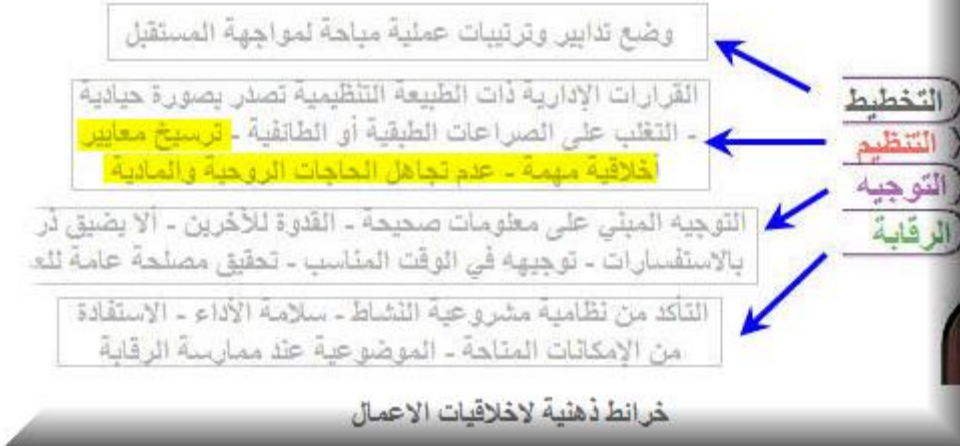 التخطيط
وضع تدابير وترتيبات عملية مباحة لمواجهة المستقبل
التنظيم
القرارات الإدارية ذات الطبيعة التنظيمية تصدر بصورة حيادية
- التغلب على الصراعات الطبقية أو الطائفية - ترسيخ معايير
أخلاقية مهمة - عدم تجاهل الحاجات الروحية والمادية
التوجيه
التوجيه المبني على معلومات صحيحة - القدوة للآخرين - ألا يضيق
بالاستفسارات - توجيهه في الوقت المناسب - تحقيق مصلحة عامة
الرقابة
التأكد من نظامية مشروعية النشاط - سلامة الأداء - الاستفادة
من الإمكانات المتاحة - الموضوعية عند ممارسة الرقابة
خرائط ذهنية لاخلاقيات الاعمال